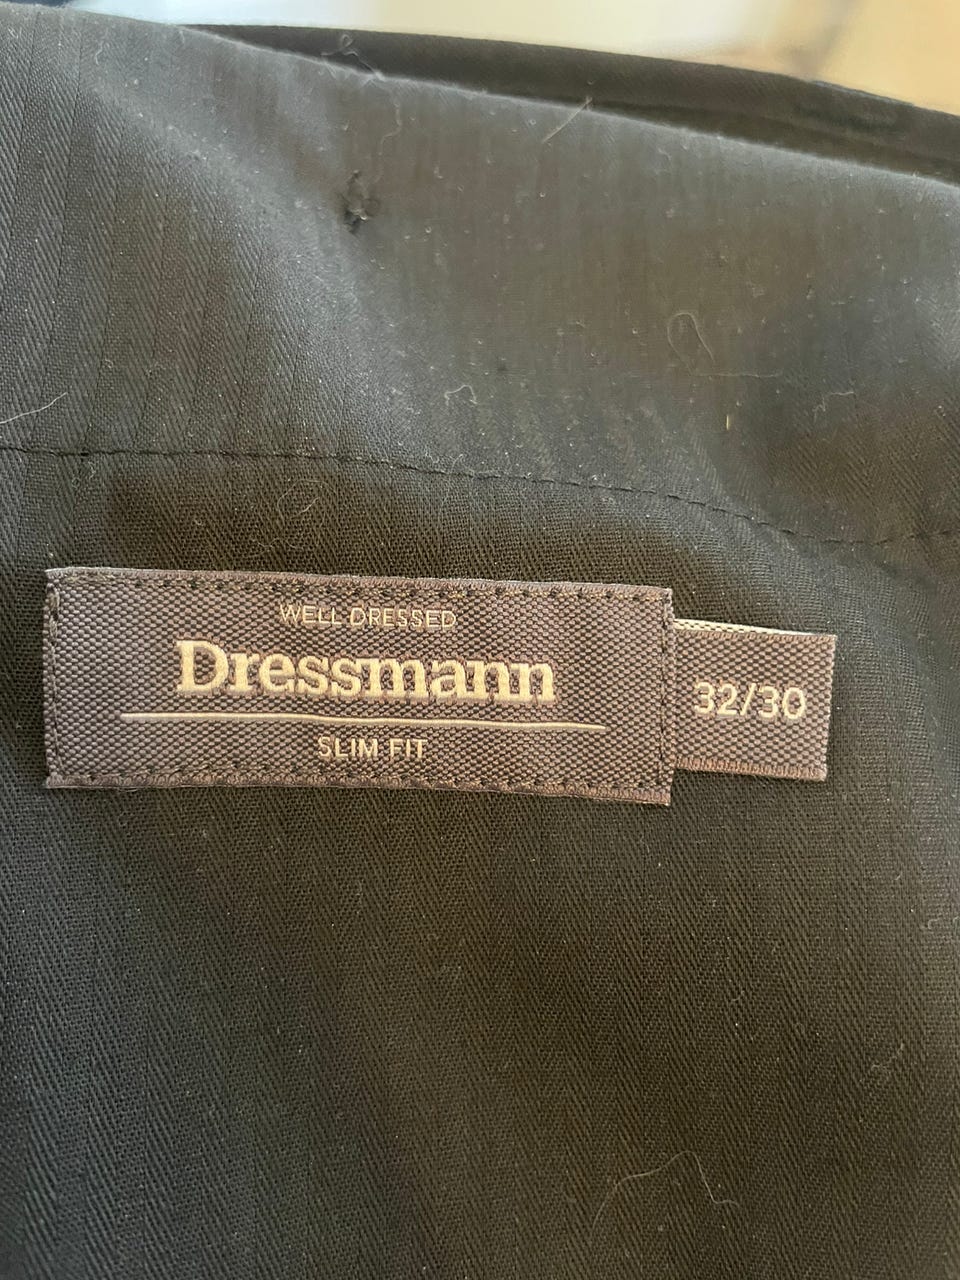 WELL DRESSED
Dressmann
SLIM FIT
32/30